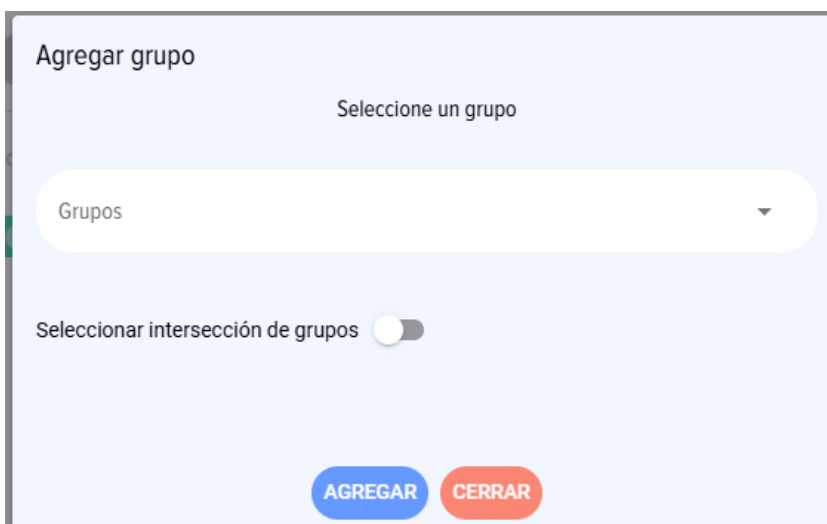 Agregar grupo
Seleccione un grupo
Grupos
Seleccionar intersección de grupos
AGREGAR CERRAR